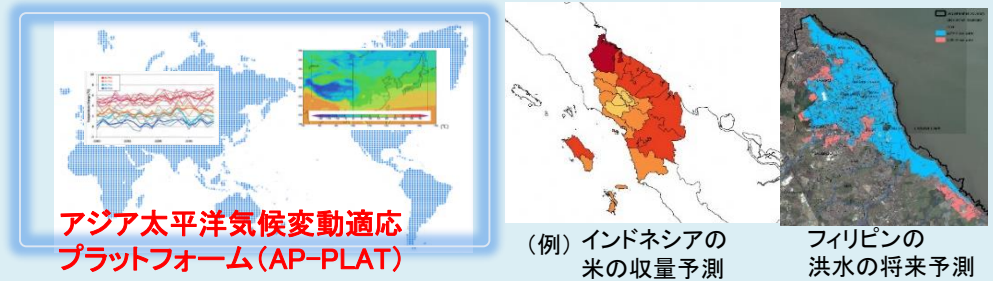 アジア太平洋気候変動適応
プラットフォーム(AP-PLAT)
(例) インドネシアの
米の収量予測
フィリピンの
洪水の将来予測